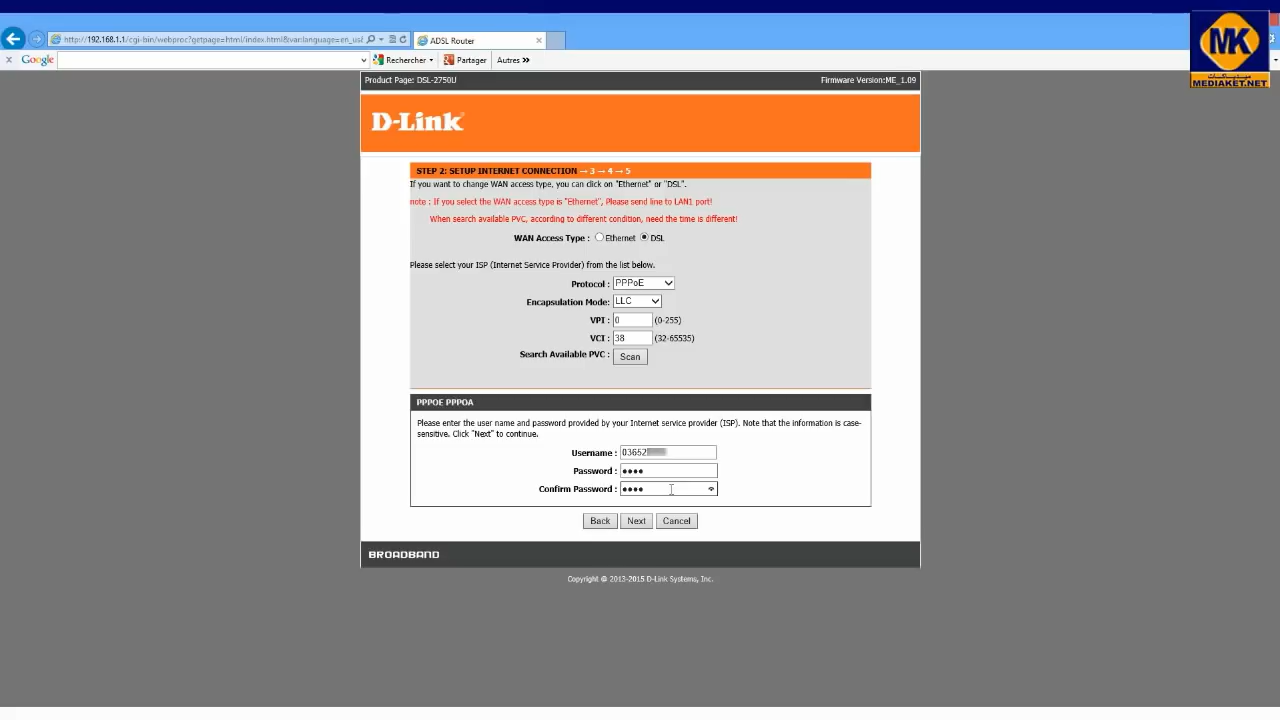 http://192.168.1.1/cgi-bin/webproc?getpage=html/index.html&var:language=en_us&
ADSL Router
Google
Rechercher
Partager
Autres »
MK
MEDIAKET.NET
Product Page: DSL-2750U
Firmware Version:ME_1.09
D-Link
STEP 2: SETUP INTERNET CONNECTION → 3 → 4 → 5
If you want to change WAN access type, you can click on "Ethernet" or "DSL".
note : If you select the WAN access type is "Ethernet", Please send line to LAN1 port!
When search available PVC, according to different condition, need the time is different!
WAN Access Type : Ethernet DSL
Please select your ISP (Internet Service Provider) from the list below.
Protocol : PPPoE
Encapsulation Mode: LLC
VPI : 0 (0-255)
VCI : 38 (32-65535)
Search Available PVC : Scan
PPPOE PPPOA
Please enter the user name and password provided by your Internet service provider (ISP). Note that the information is case-
sensitive. Click "Next" to continue.
Username : 03652
Password : ●●●●
Confirm Password : ●●●●
Back Next Cancel
BROADBAND
Copyright © 2013-2015 D-Link Systems, Inc.